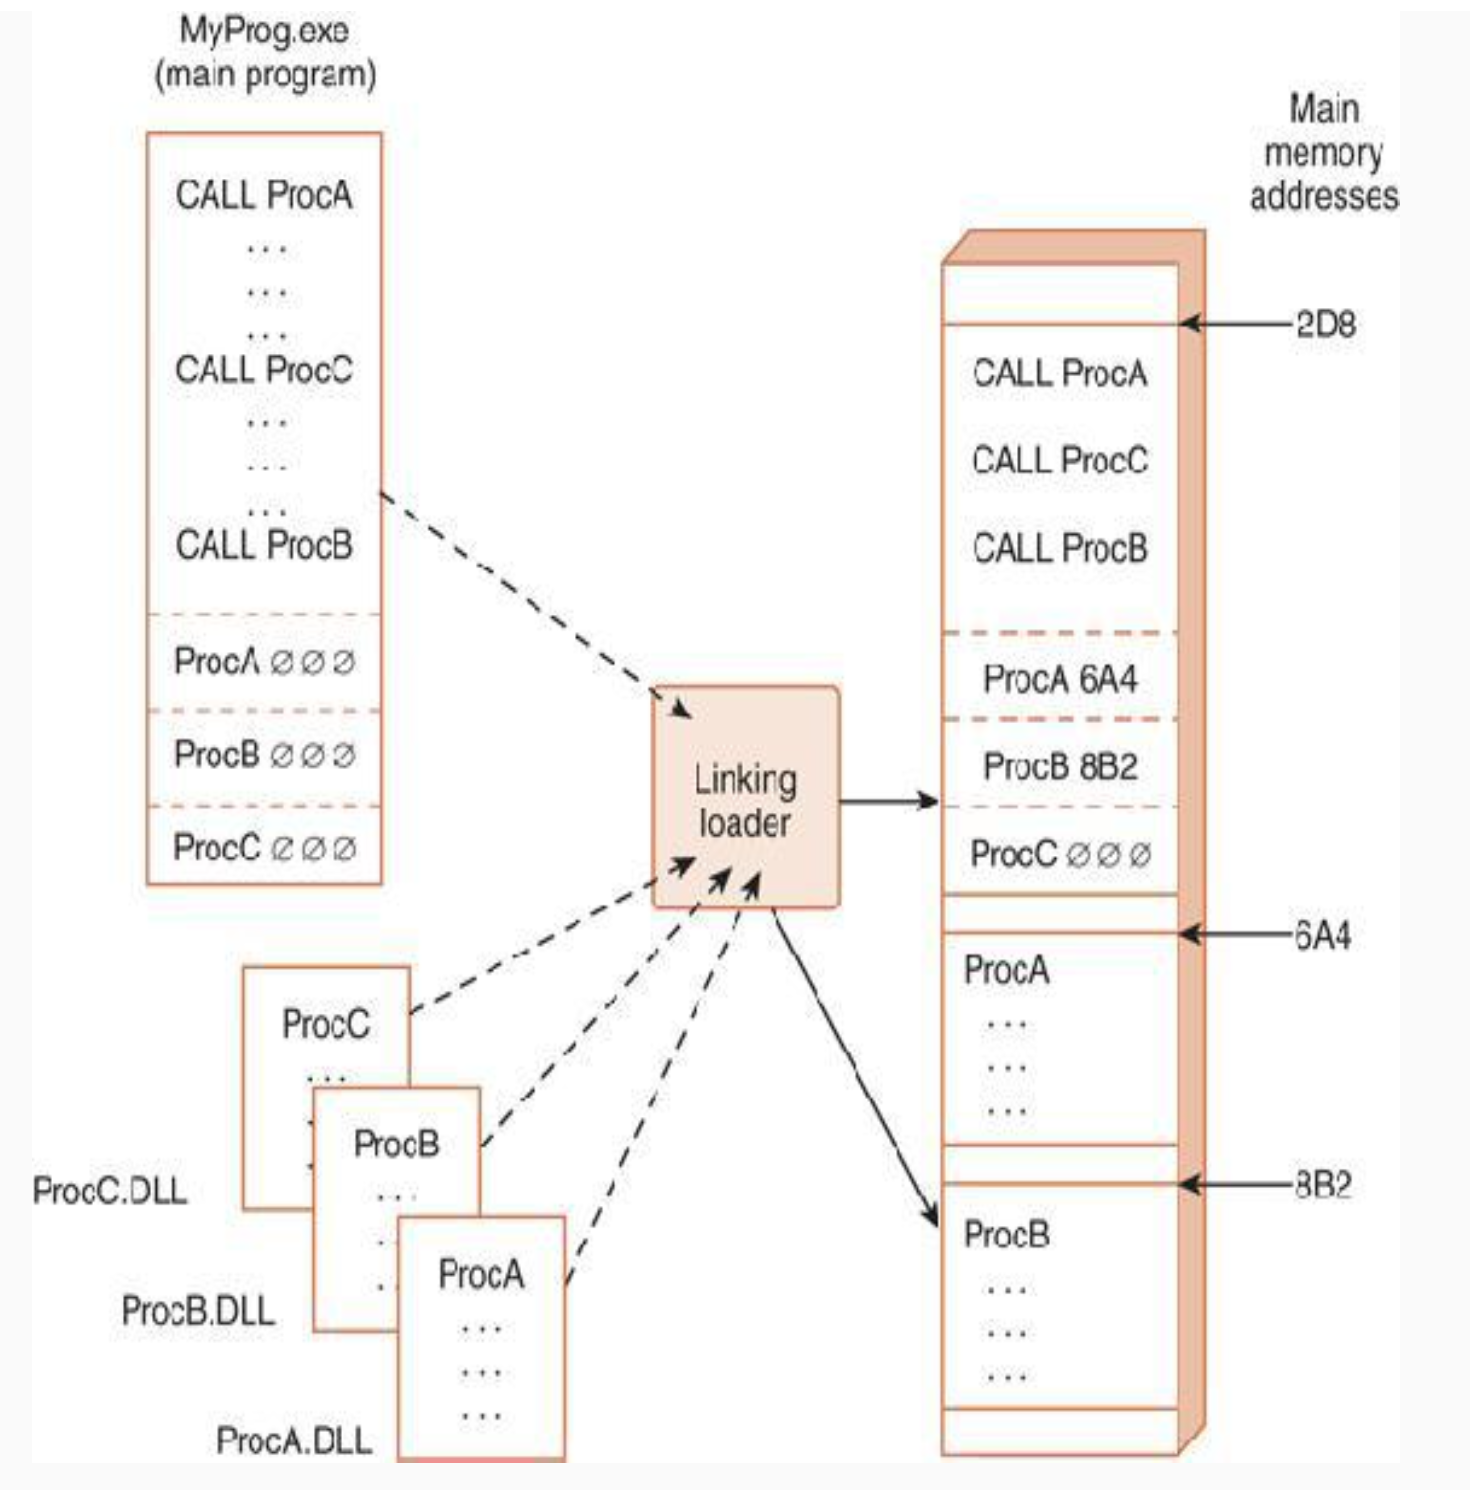 MyProg.exe
(main program)
CALL ProcA
...
...
...
CALL ProcC
...
...
...
CALL ProcB
ProcA ∅∅∅
ProcB ∅∅∅
ProcC ∅∅∅
ProcC
...
ProcC.DLL
ProcB
...
ProcB.DLL
ProcA
...
...
...
ProcA.DLL
Linking
loader
Main
memory
addresses
2D8
CALL ProcA
CALL ProcC
CALL ProcB
ProcA 6A4
ProcB 8B2
ProcC ∅∅∅
6A4
ProcA
...
...
...
8B2
ProcB
...
...
...